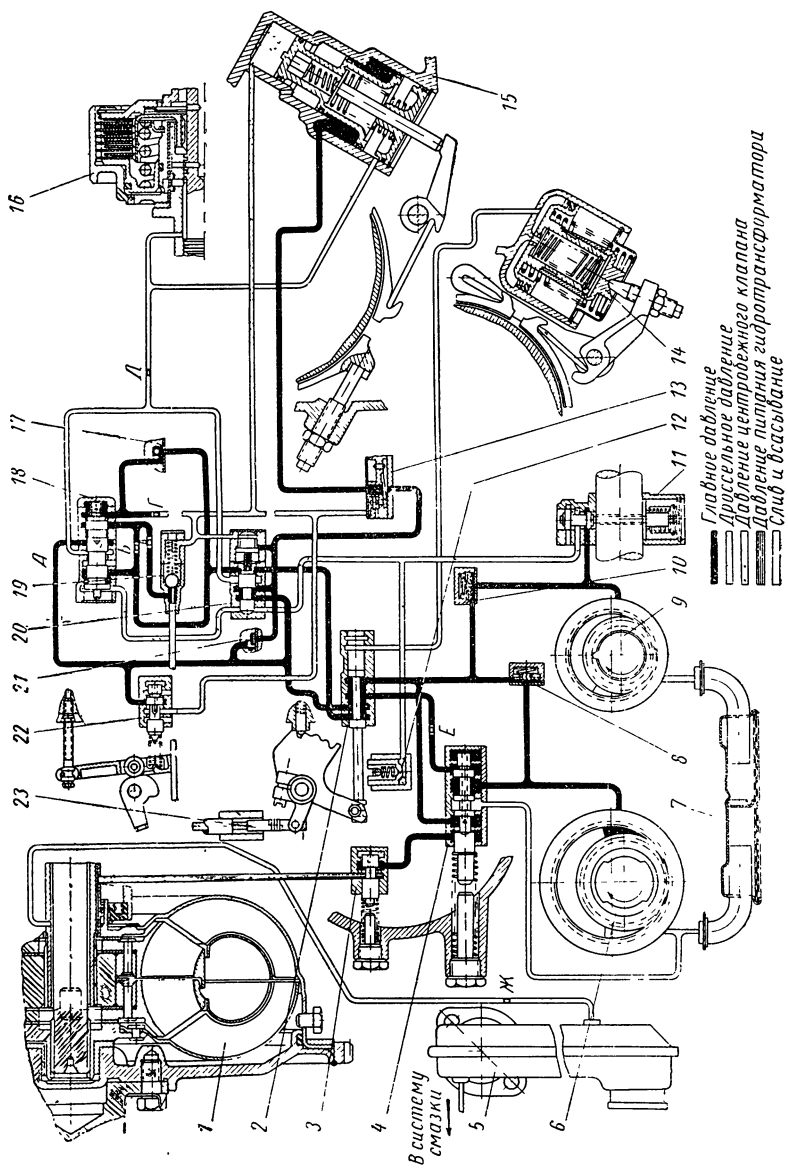 16
15
14
13
12
11
10
9
8
7
6
5
4
3
2
1
17
18
19
20
21
22
23
А
Л
Г
Е
Ж
В систему
смазки
Главное давление
Дроссельное давление
Давление центробежного клапана
Давление питания гидротрансформатори
Слив и всасывание